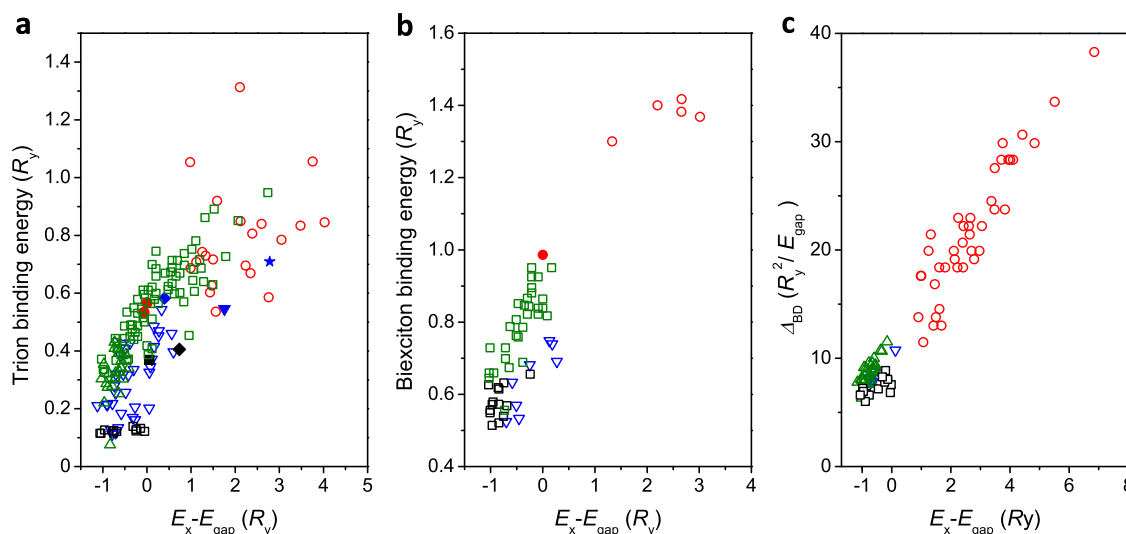 a
b
c
1.4
1.2
1.0
0.8
0.6
0.4
0.2
0
Trion binding energy (Ry)
-1 0 1 2 3 4 5
Ex-Egap (Ry)
1.6
1.4
1.2
1.0
0.8
0.6
0.4
Biexciton binding energy (Ry)
-1 0 1 2 3 4
Ex-Egap (Ry)
40
30
20
10
0
ΔBD (Ry2/Egap)
-2 0 2 4 6 8
Ex-Egap (Ry)